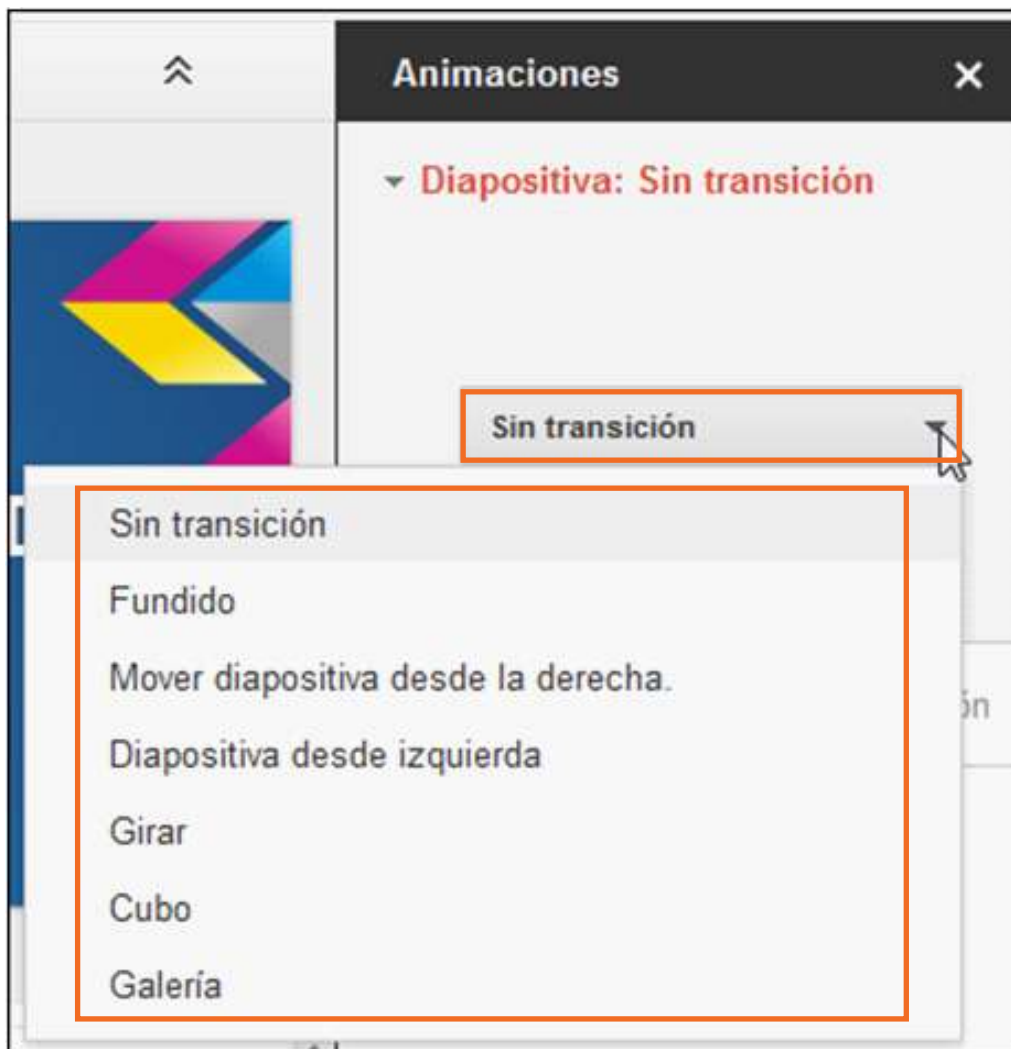 Animaciones
Diapositiva: Sin transición
Sin transición
Sin transición
Fundido
Mover diapositiva desde la derecha.
Diapositiva desde izquierda
Girar
Cubo
Galería